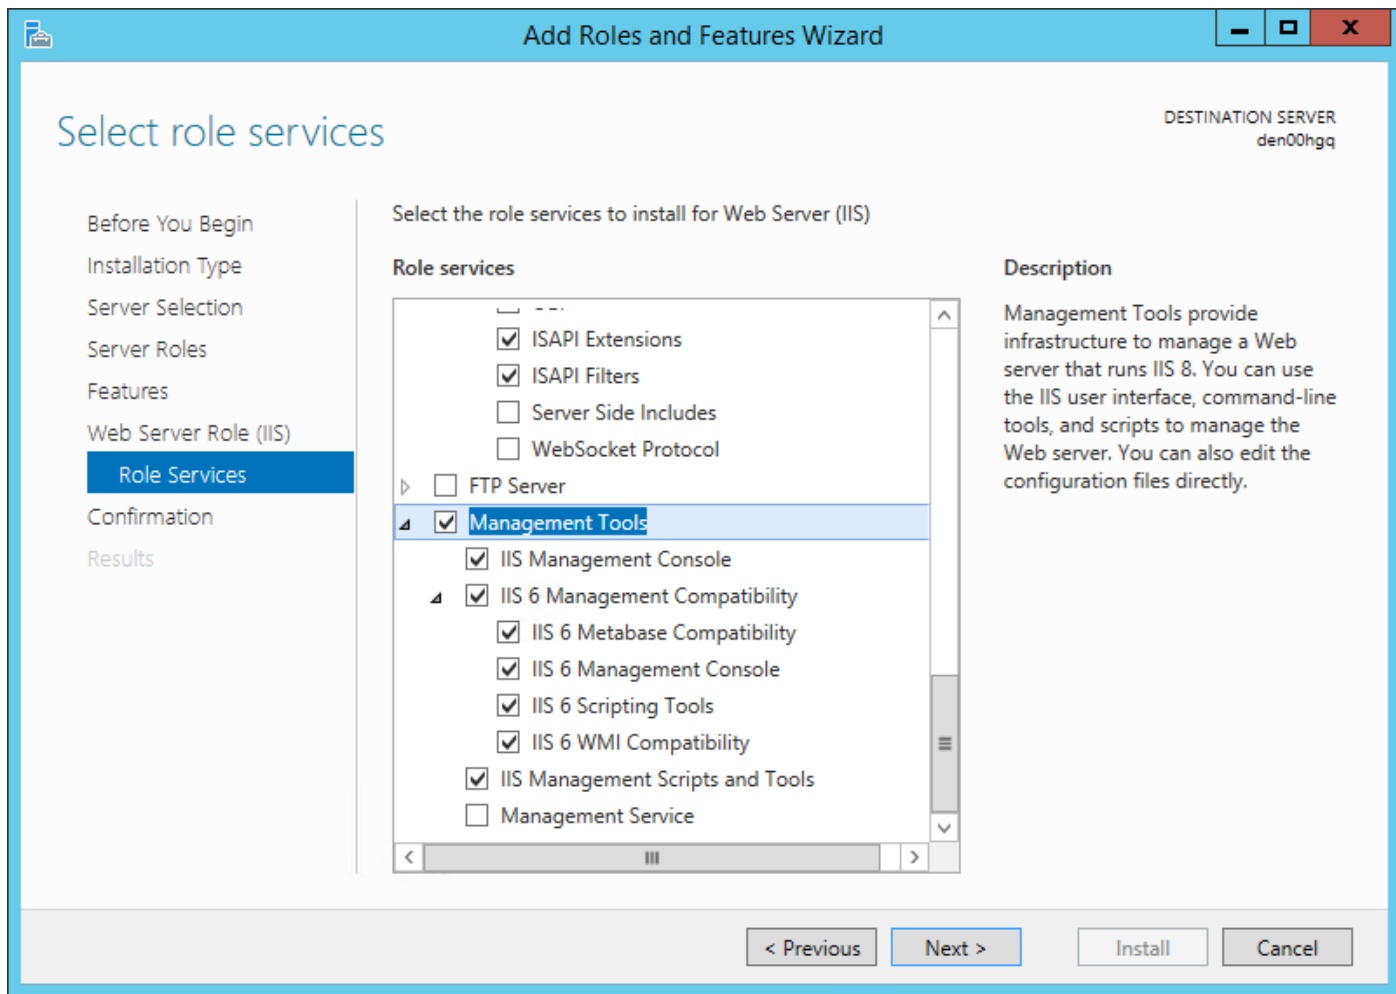 Add Roles and Features Wizard
Select role services
DESTINATION SERVER
den00hgq
Before You Begin
Installation Type
Server Selection
Server Roles
Features
Web Server Role (IIS)
Role Services
Confirmation
Results
Select the role services to install for Web Server (IIS)
Role services
ISAPI Extensions
ISAPI Filters
Server Side Includes
WebSocket Protocol
FTP Server
Management Tools
IIS Management Console
IIS 6 Management Compatibility
IIS 6 Metabase Compatibility
IIS 6 Management Console
IIS 6 Scripting Tools
IIS 6 WMI Compatibility
IIS Management Scripts and Tools
Management Service
Description
Management Tools provide
infrastructure to manage a Web
server that runs IIS 8. You can use
the IIS user interface, command-line
tools, and scripts to manage the
Web server. You can also edit the
configuration files directly.
< Previous
Next >
Install
Cancel